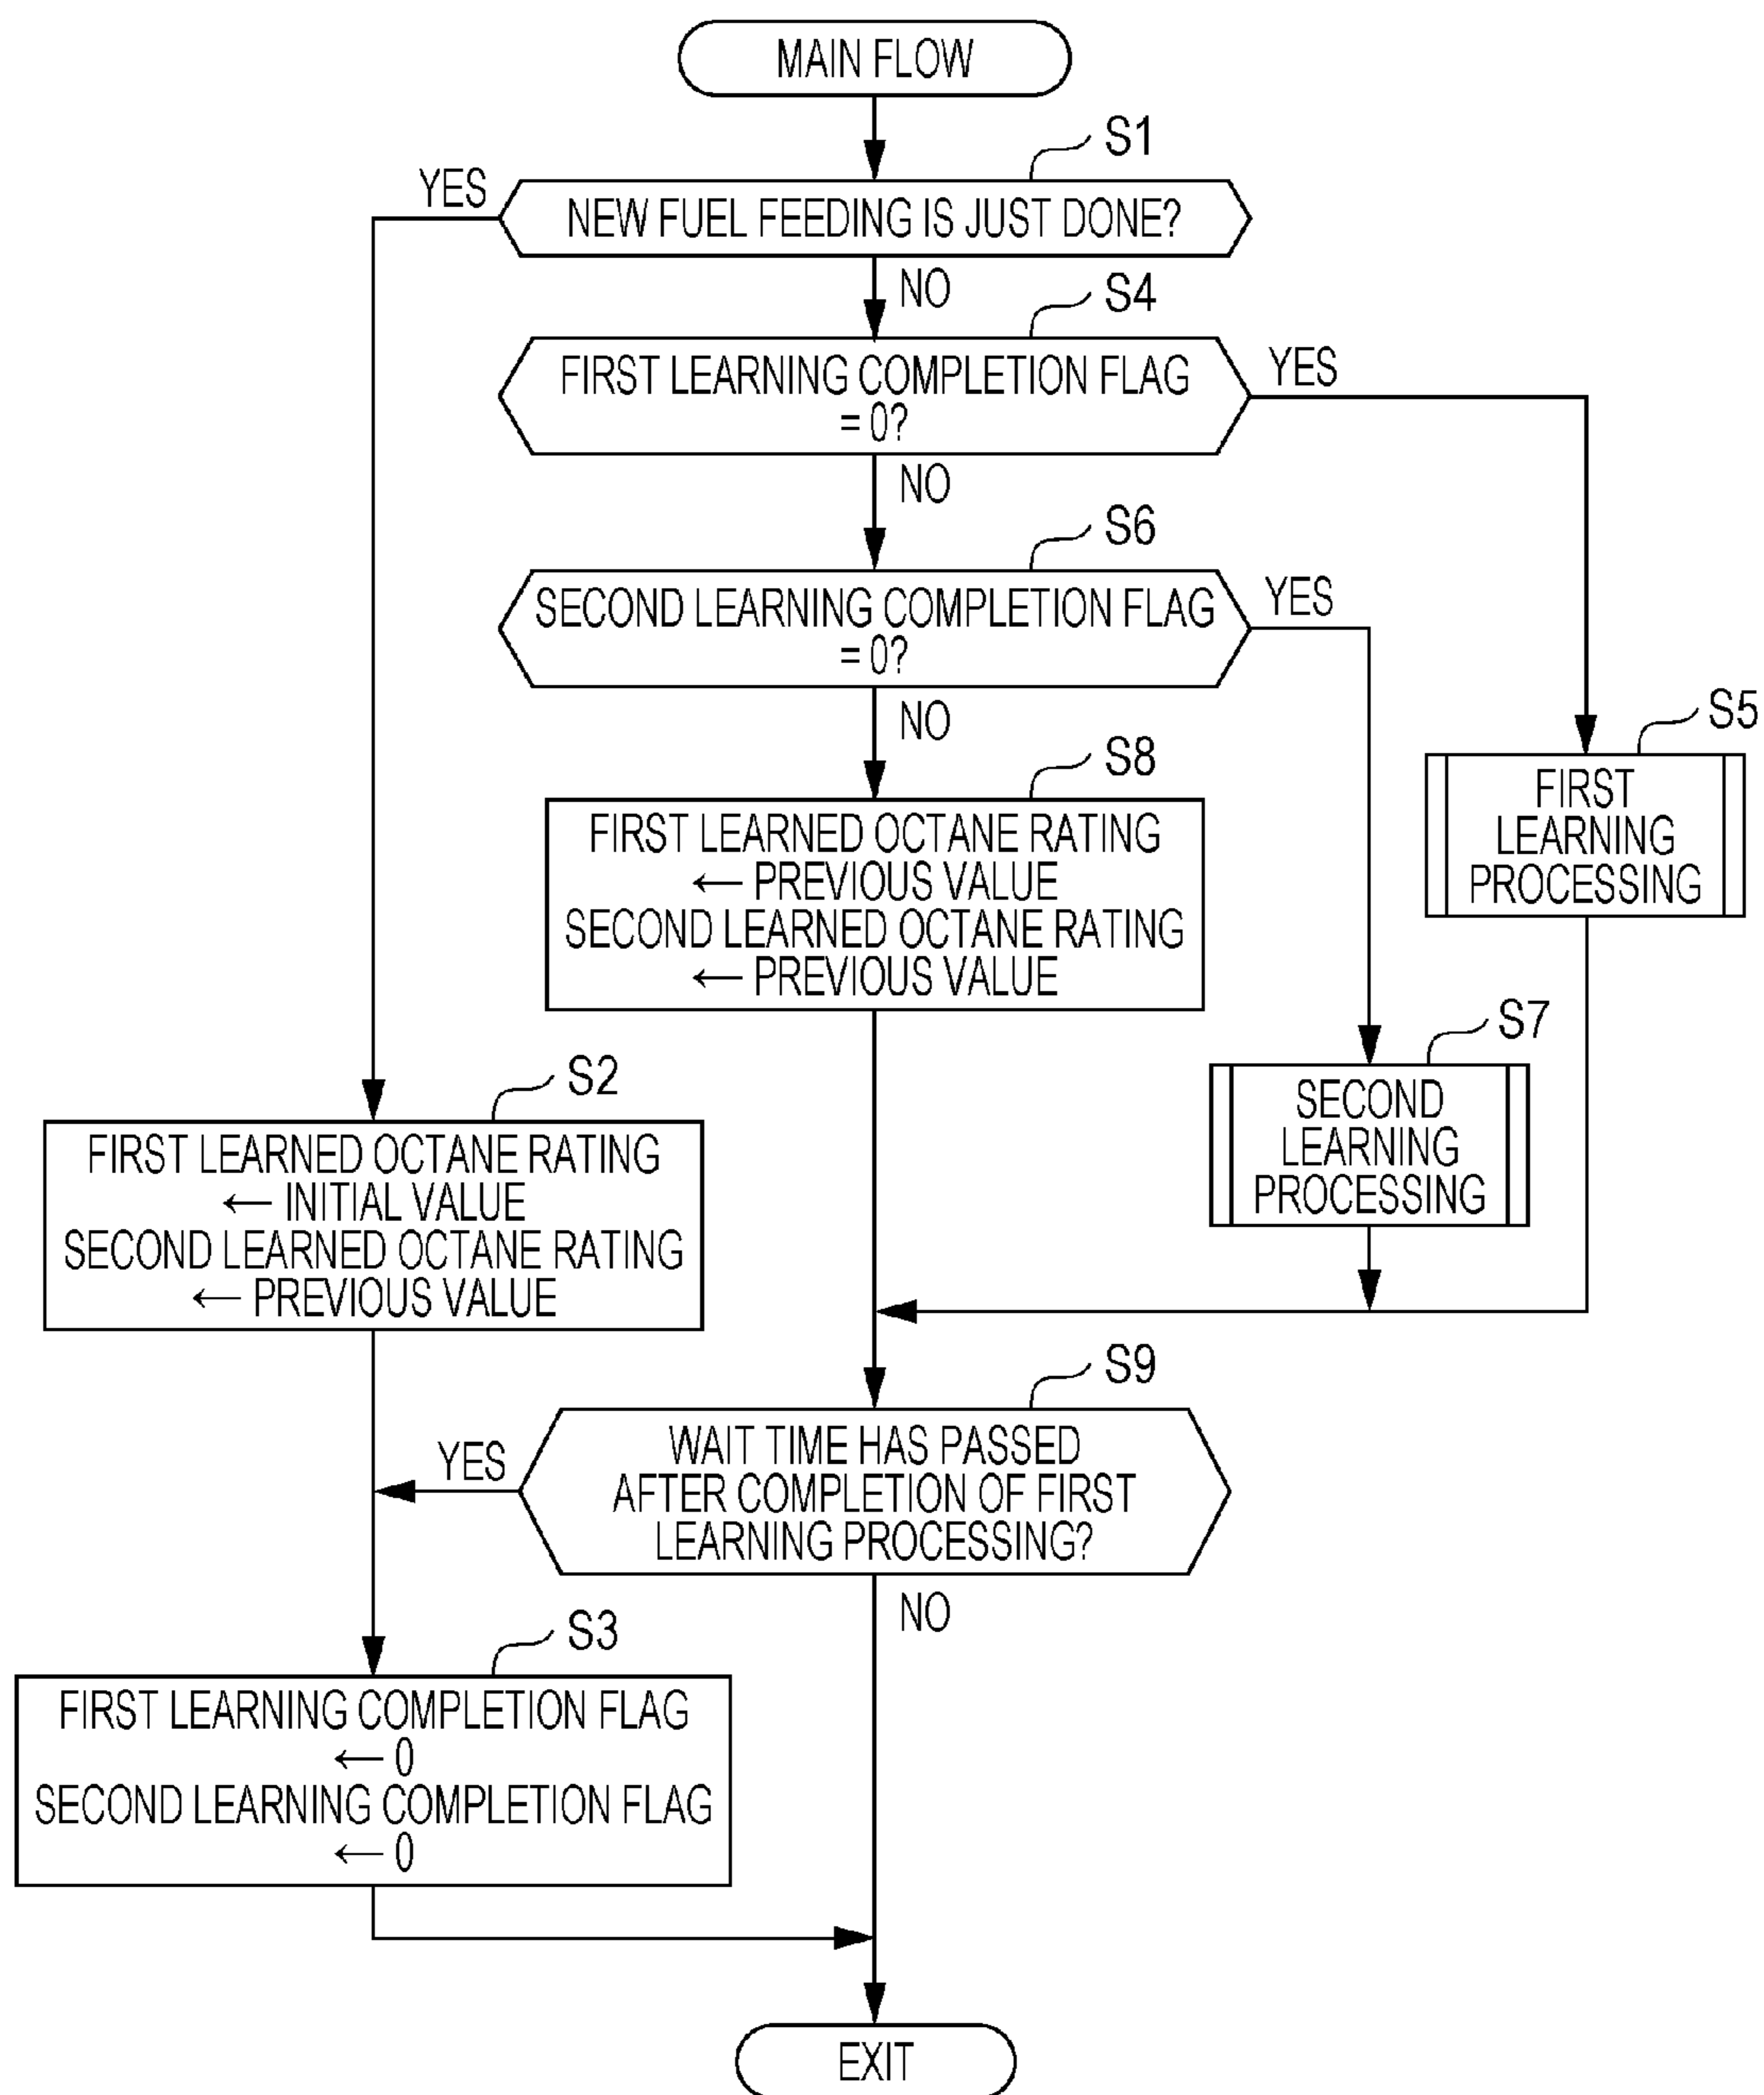 MAIN FLOW
S1
YES
NEW FUEL FEEDING IS JUST DONE?
NO
S4
FIRST LEARNING COMPLETION FLAG
= 0?
YES
NO
S6
SECOND LEARNING COMPLETION FLAG
= 0?
YES
NO
S5
FIRST
LEARNING
PROCESSING
S8
FIRST LEARNED OCTANE RATING
← PREVIOUS VALUE
SECOND LEARNED OCTANE RATING
← PREVIOUS VALUE
S7
SECOND
LEARNING
PROCESSING
S2
FIRST LEARNED OCTANE RATING
← INITIAL VALUE
SECOND LEARNED OCTANE RATING
← PREVIOUS VALUE
S9
WAIT TIME HAS PASSED
AFTER COMPLETION OF FIRST
LEARNING PROCESSING?
YES
NO
S3
FIRST LEARNING COMPLETION FLAG
← 0
SECOND LEARNING COMPLETION FLAG
← 0
EXIT